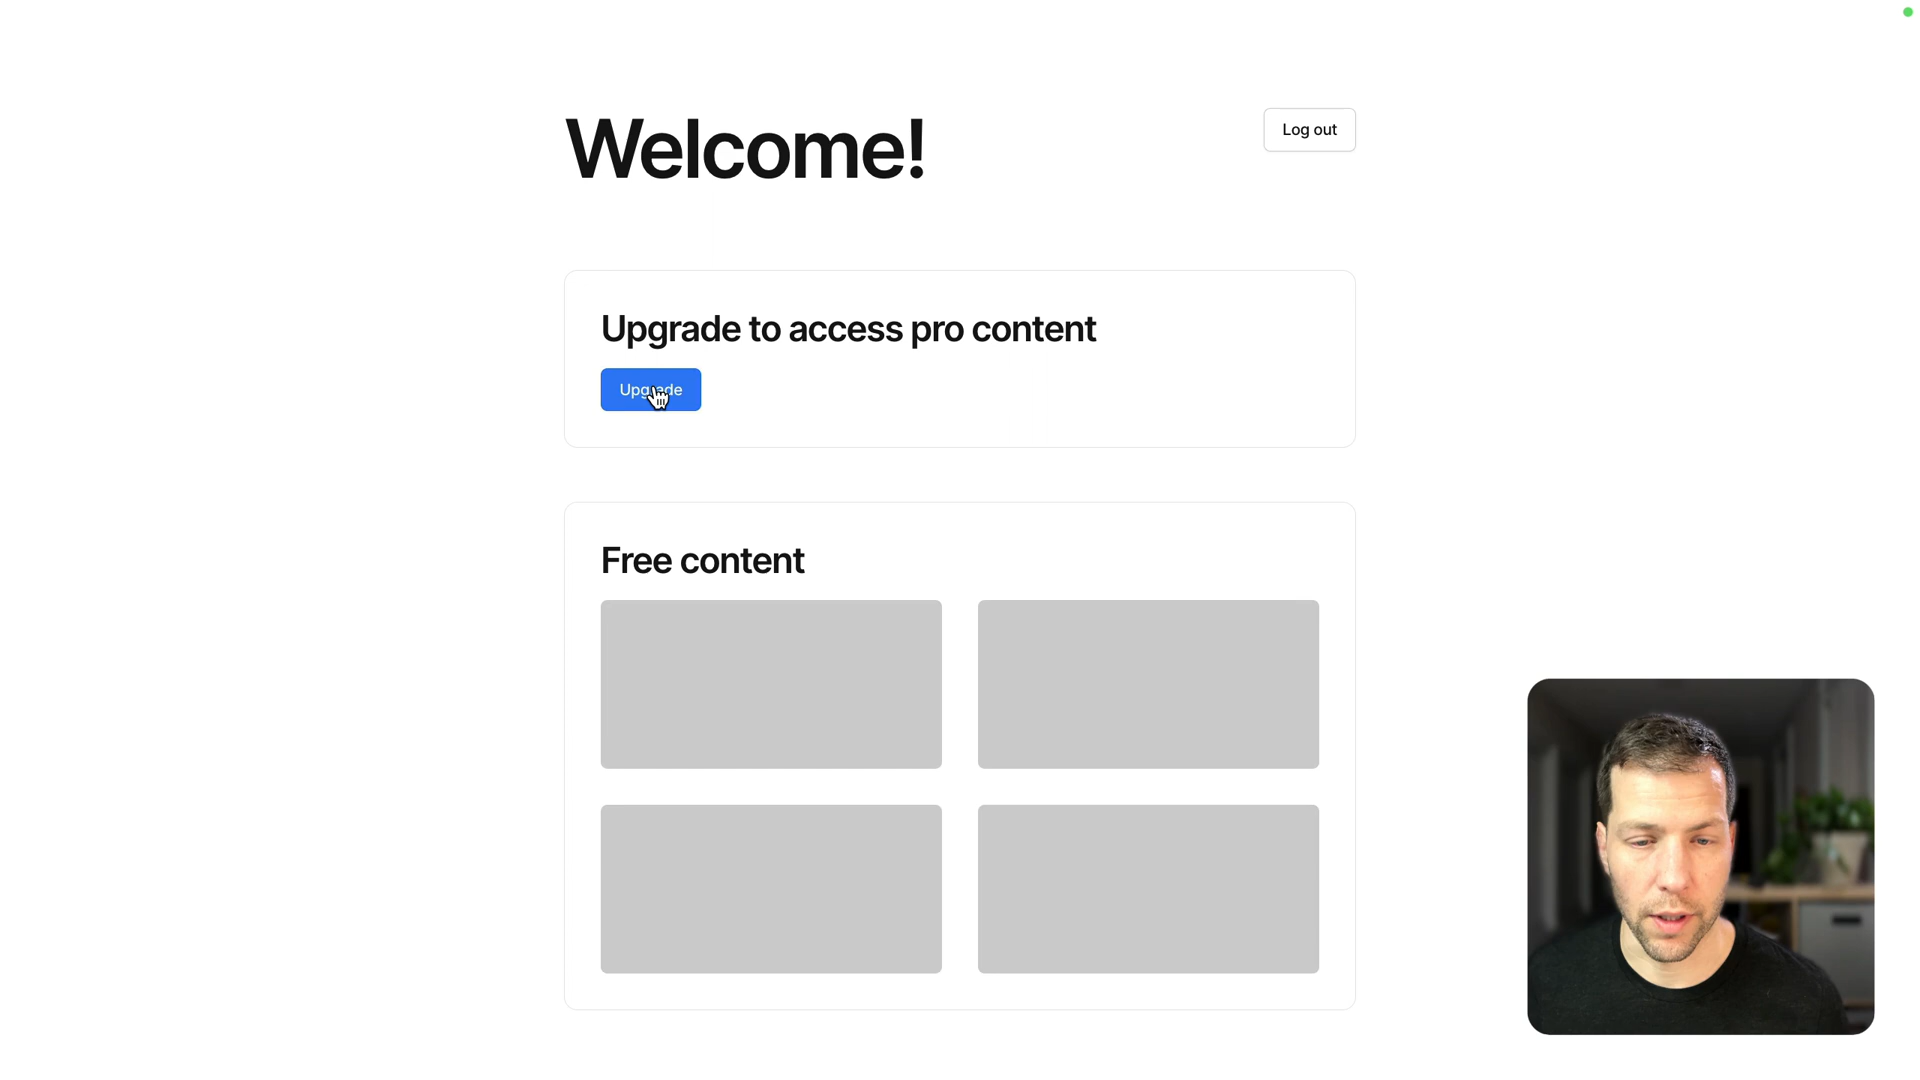 Welcome!
Log out
Upgrade to access pro content
Upgrade
Free content